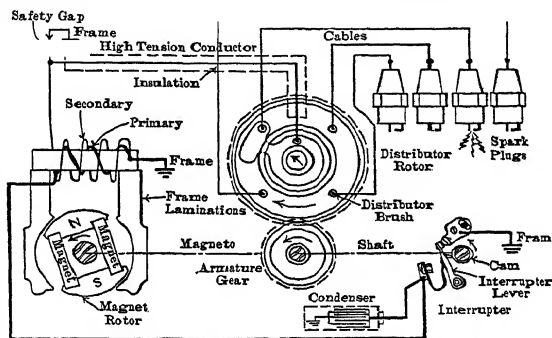 Safety Gap
Frame
High Tension Conductor
Cables
Insulation
Secondary
Primary
Frame
Distributor
Rotor
Spark
Plugs
Frame
Laminations
Distributor
Brush
N
Magnet
Magnet
S
Magneto
Shaft
Armature
Gear
Fram
Cam
Interrupter
Lever
Magnet
Rotor
Condenser
Interrupter